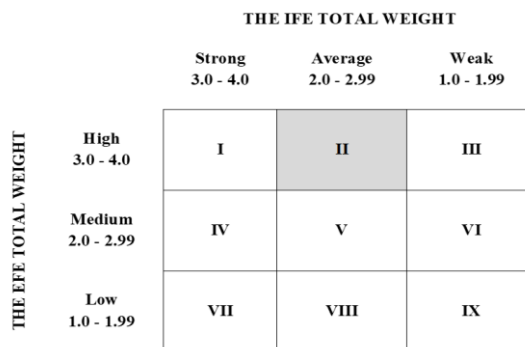 THE IFE TOTAL WEIGHT
Strong Average Weak
3.0 - 4.0 2.0 - 2.99 1.0 - 1.99
THE EFE TOTAL WEIGHT
High
3.0 - 4.0
I II III
Medium
2.0 - 2.99
IV V VI
Low
1.0 - 1.99
VII VIII IX